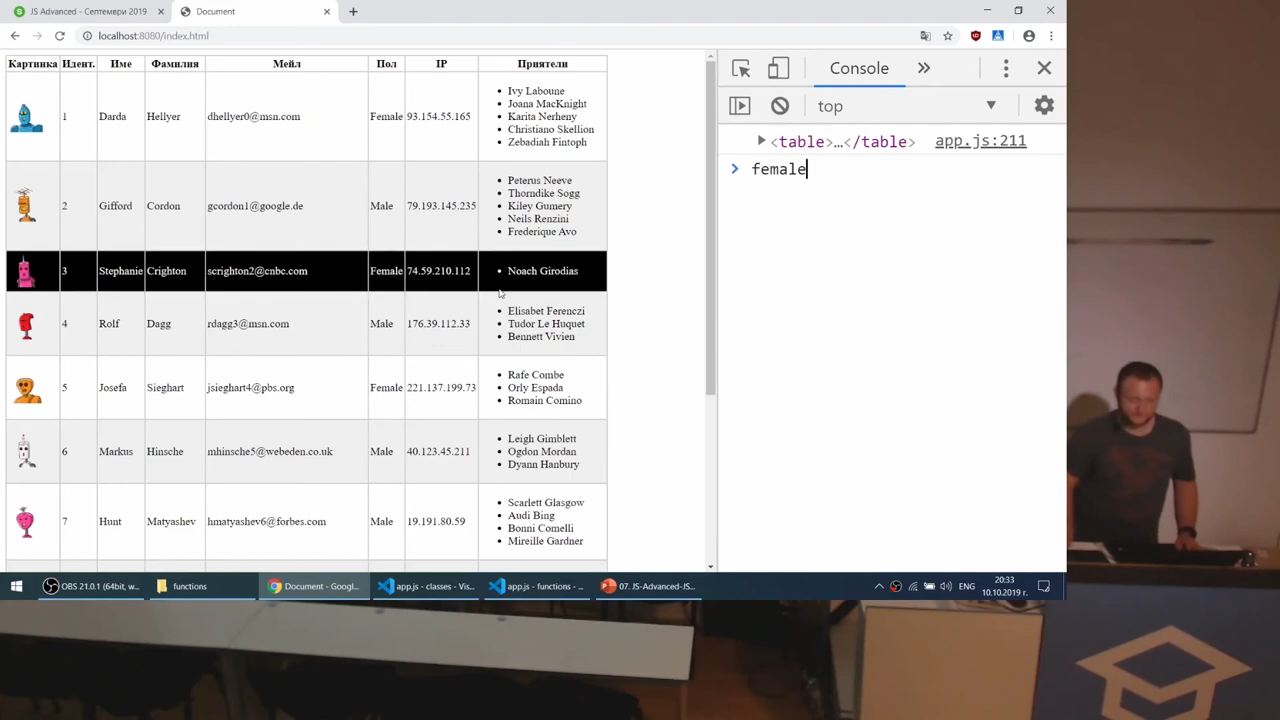 JS Advanced - Септември 2019
Document
localhost:8080/index.html
Картинка Идент. Име Фамилия Мейл Пол IP Приятели
1 Darda Hellyer dhellyer0@msn.com Female 93.154.55.165
Ivy Laboune
Joana MacKnight
Karita Nerheny
Christiano Skellion
Zebadiah Fintoph
2 Gifford Cordon gcordon1@google.de Male 79.193.145.235
Peterus Neeve
Thorndike Sogg
Kiley Gumery
Neils Renzini
Frederique Avo
3 Stephanie Crighton scrighton2@cnbc.com Female 74.59.210.112
Noach Girodias
4 Rolf Dagg rdagg3@msn.com Male 176.39.112.33
Elisabet Ferenczi
Tudor Le Huquet
Bennett Vivien
5 Josefa Sieghart jsieghart4@pbs.org Female 221.137.199.73
Rafe Combe
Orly Espada
Romain Comino
6 Markus Hinsche mhinsche5@webeden.co.uk Male 40.123.45.211
Leigh Gimblett
Ogdon Mordan
Dyann Hanbury
7 Hunt Matyashev hmatyashev6@forbes.com Male 19.191.80.59
Scarlett Glasgow
Audi Bing
Bonni Comelli
Mireille Gardner
Console
top
<table>…</table> app.js:211
female
OBS 21.0.1 (64bit, w...
functions
Document - Googl...
app.js - classes - Vis...
app.js - functions - ...
07. JS-Advanced-JS...
ЕНГ
20:33
10.10.2019 г.